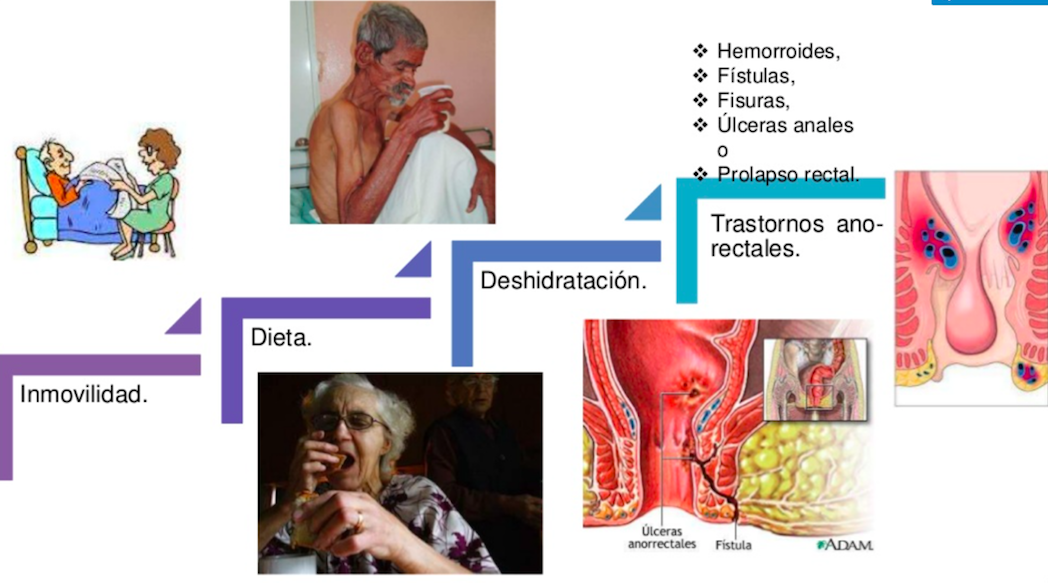 ❖ Hemorroides,
❖ Fístulas,
❖ Fisuras,
❖ Úlceras anales
o
❖ Prolapso rectal.
Trastornos ano-
rectales.
Deshidratación.
Dieta.
Inmovilidad.
Úlceras
anorrectales
Fístula
ADAM.